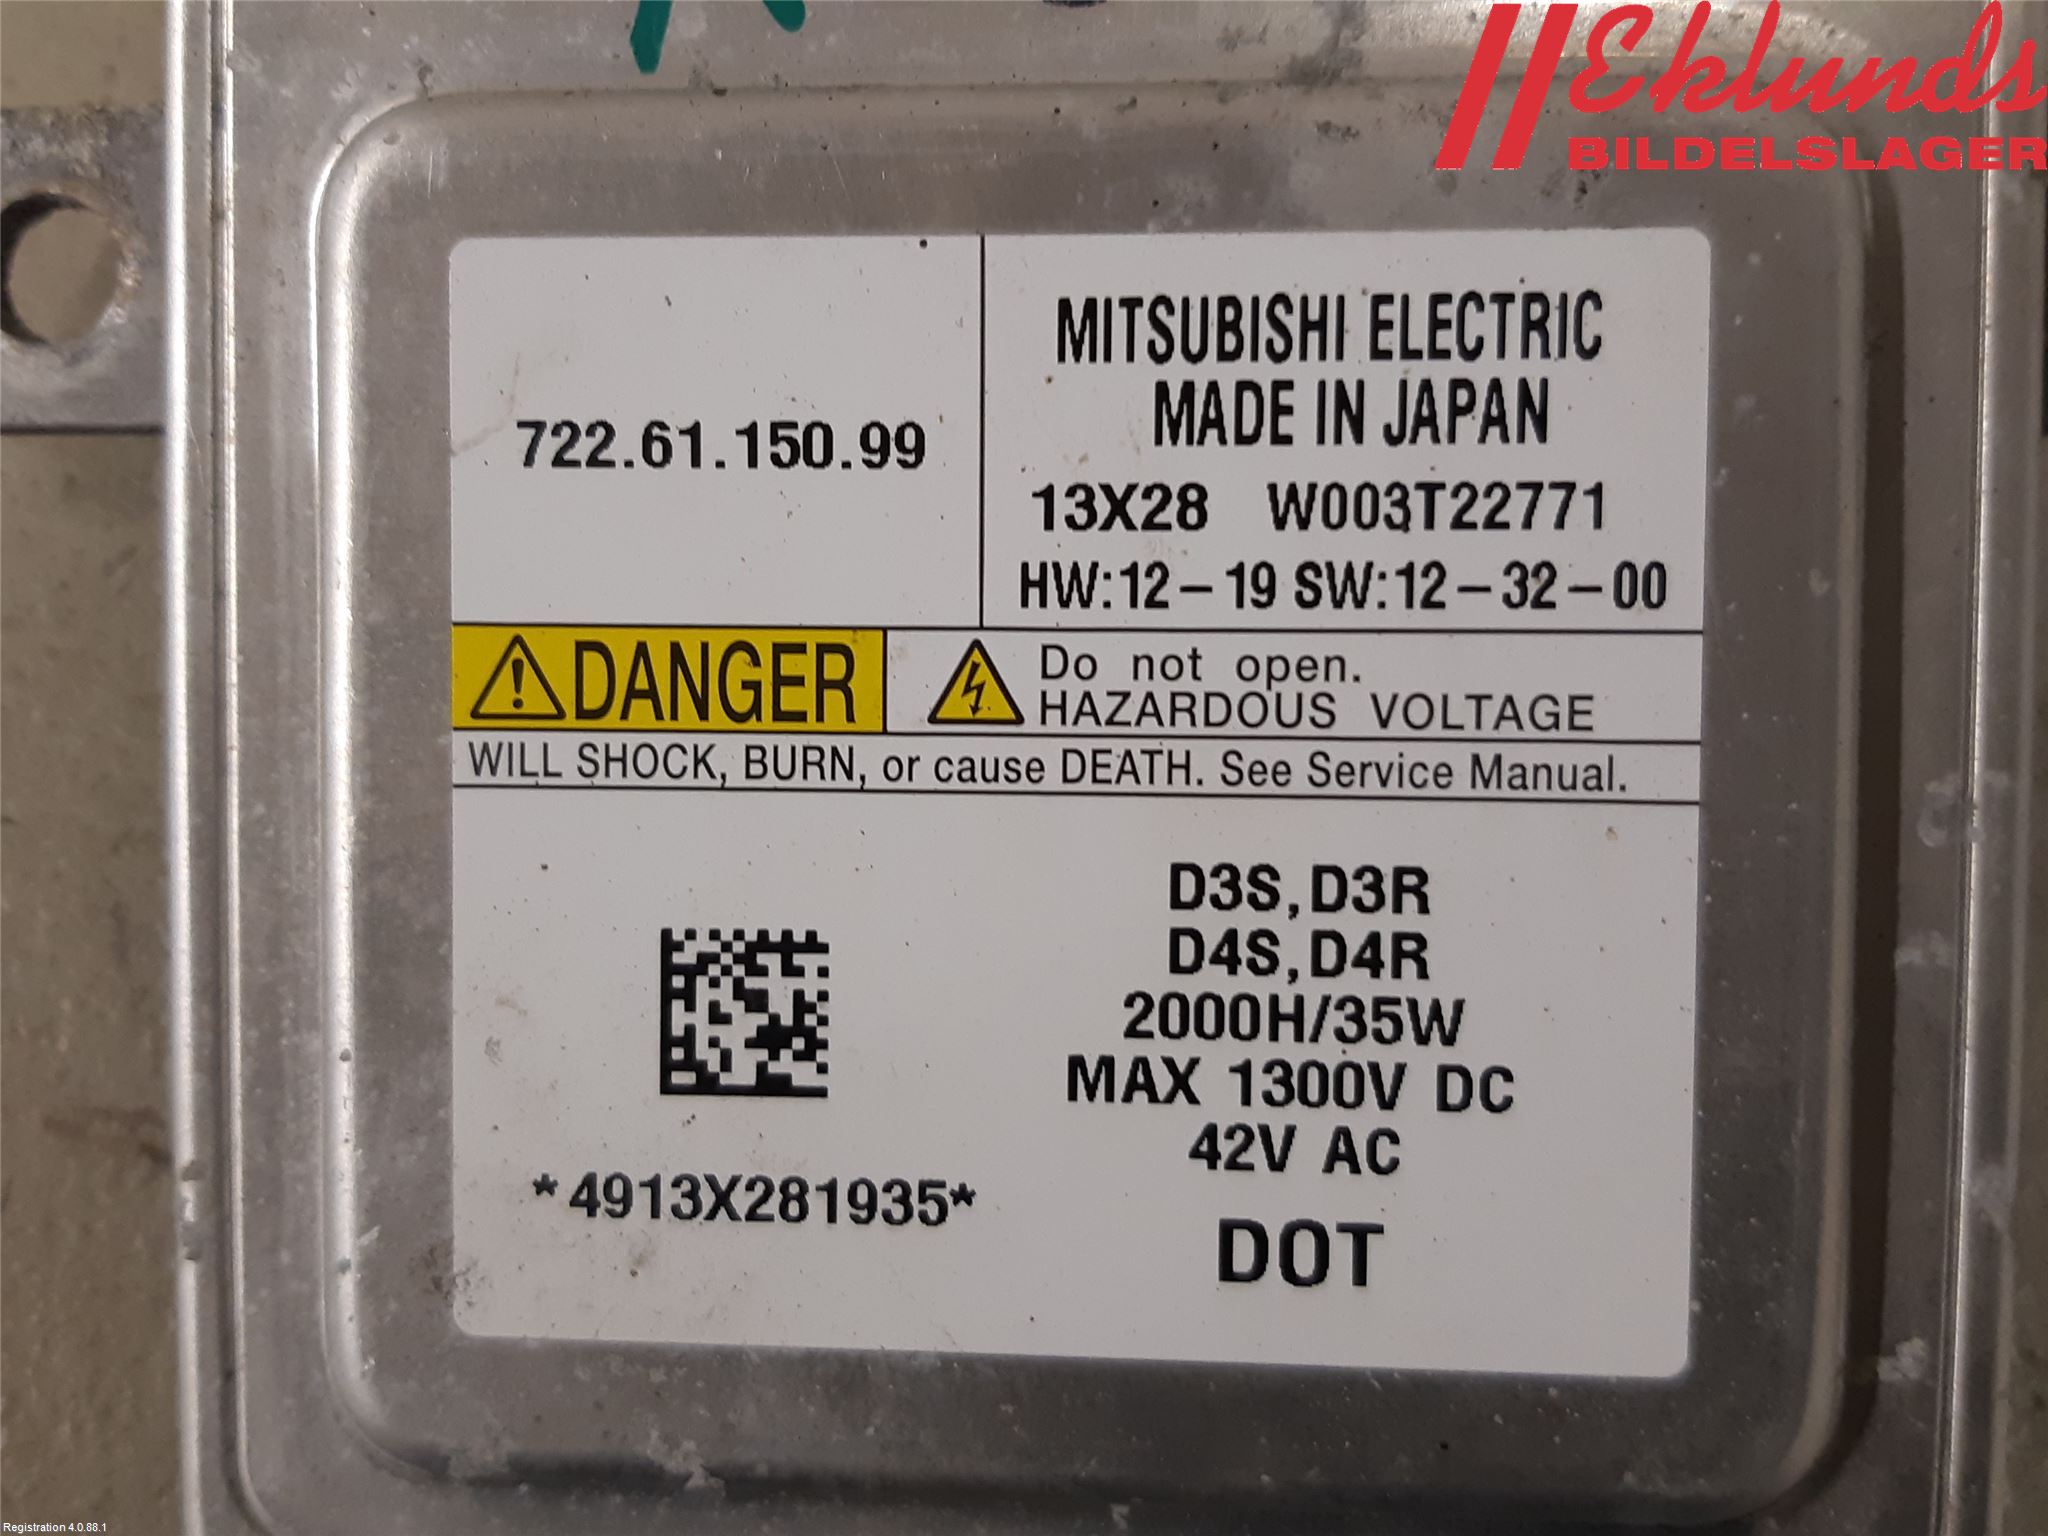 Eklunds
BILDELSLAGER
722.61.150.99
MITSUBISHI ELECTRIC
MADE IN JAPAN
13X28 W003T22771
HW:12-19 SW:12-32-00
DANGER
Do not open.
HAZARDOUS VOLTAGE
WILL SHOCK, BURN, or cause DEATH. See Service Manual.
D3S,D3R
D4S,D4R
2000H/35W
MAX 1300V DC
42V AC
*4913X281935*
DOT
Registration 4.0.88.1